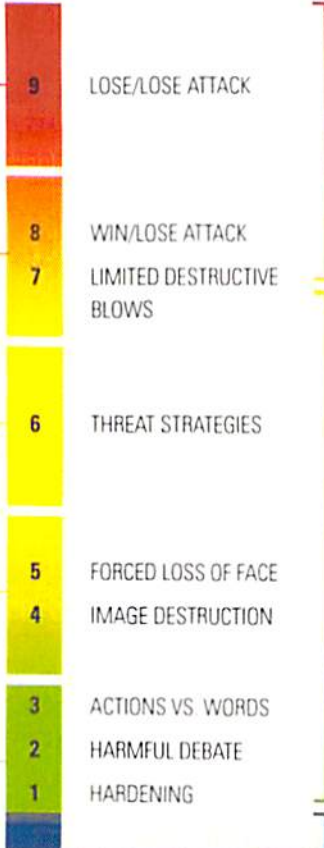 9 LOSE/LOSE ATTACK
8 WIN/LOSE ATTACK
7 LIMITED DESTRUCTIVE
BLOWS
6 THREAT STRATEGIES
5 FORCED LOSS OF FACE
4 IMAGE DESTRUCTION
3 ACTIONS VS. WORDS
2 HARMFUL DEBATE
1 HARDENING